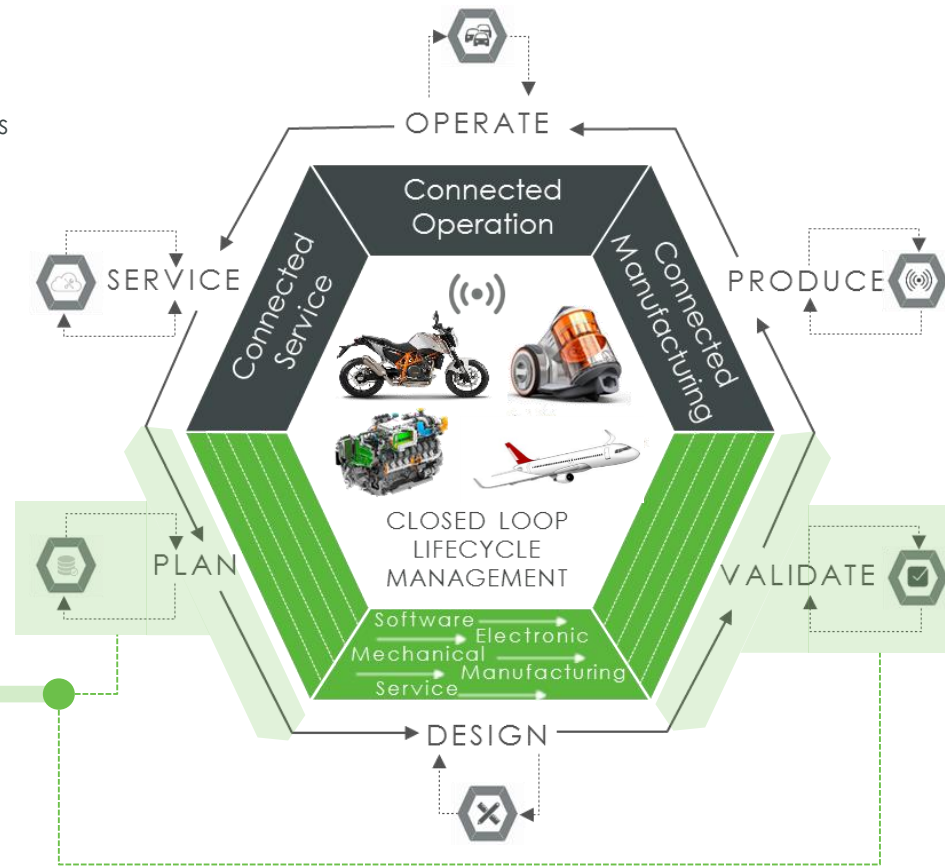 S
OPERATE
Connected
Operation
Connected
Service
Connected
Manufacturing
SERVICE
PRODUCE
CLOSED LOOP
LIFECYCLE
MANAGEMENT
PLAN
VALIDATE
Software
Electronic
Mechanical
Manufacturing
Service
DESIGN